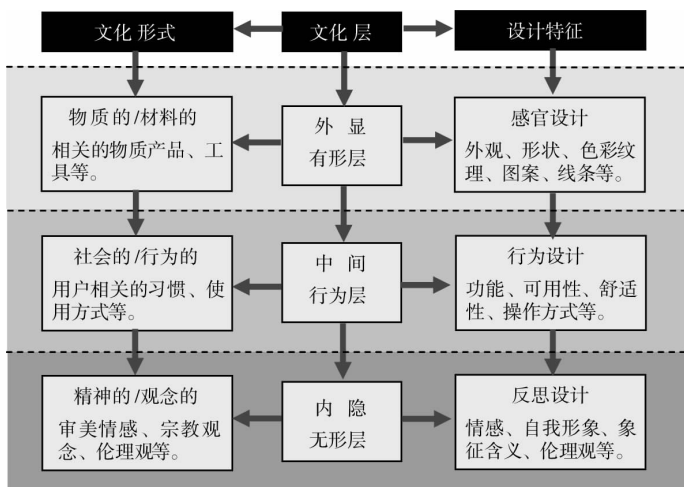 文化 形式
文化 层
设计特征
物质的/材料的
相关的物质产品、工
具等。
外 显
有形层
感官设计
外观、形状、色彩纹
理、图案、线条等。
社会的/行为的
用户相关的习惯、使
用方式等。
中 间
行为层
行为设计
功能、可用性、舒适
性、操作方式等。
精神的/观念的
审美情感、宗教观
念、伦理观等。
内 隐
无形层
反思设计
情感、自我形象、象
征含义、伦理观等。